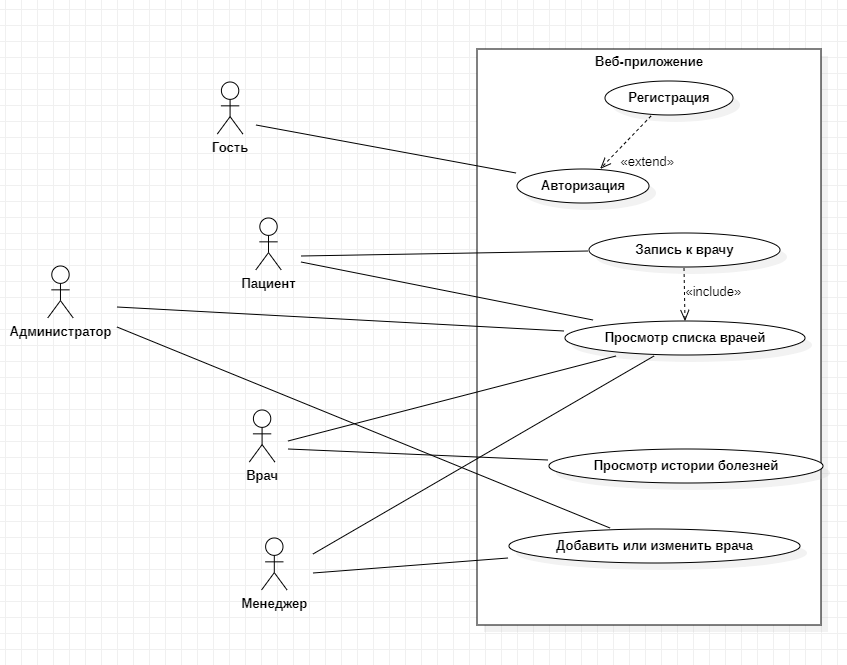 Веб-приложение
Регистрация
«extend»
Гость
Авторизация
Запись к врачу
Пациент
«include»
Администратор
Просмотр списка врачей
Врач
Просмотр истории болезней
Добавить или изменить врача
Менеджер